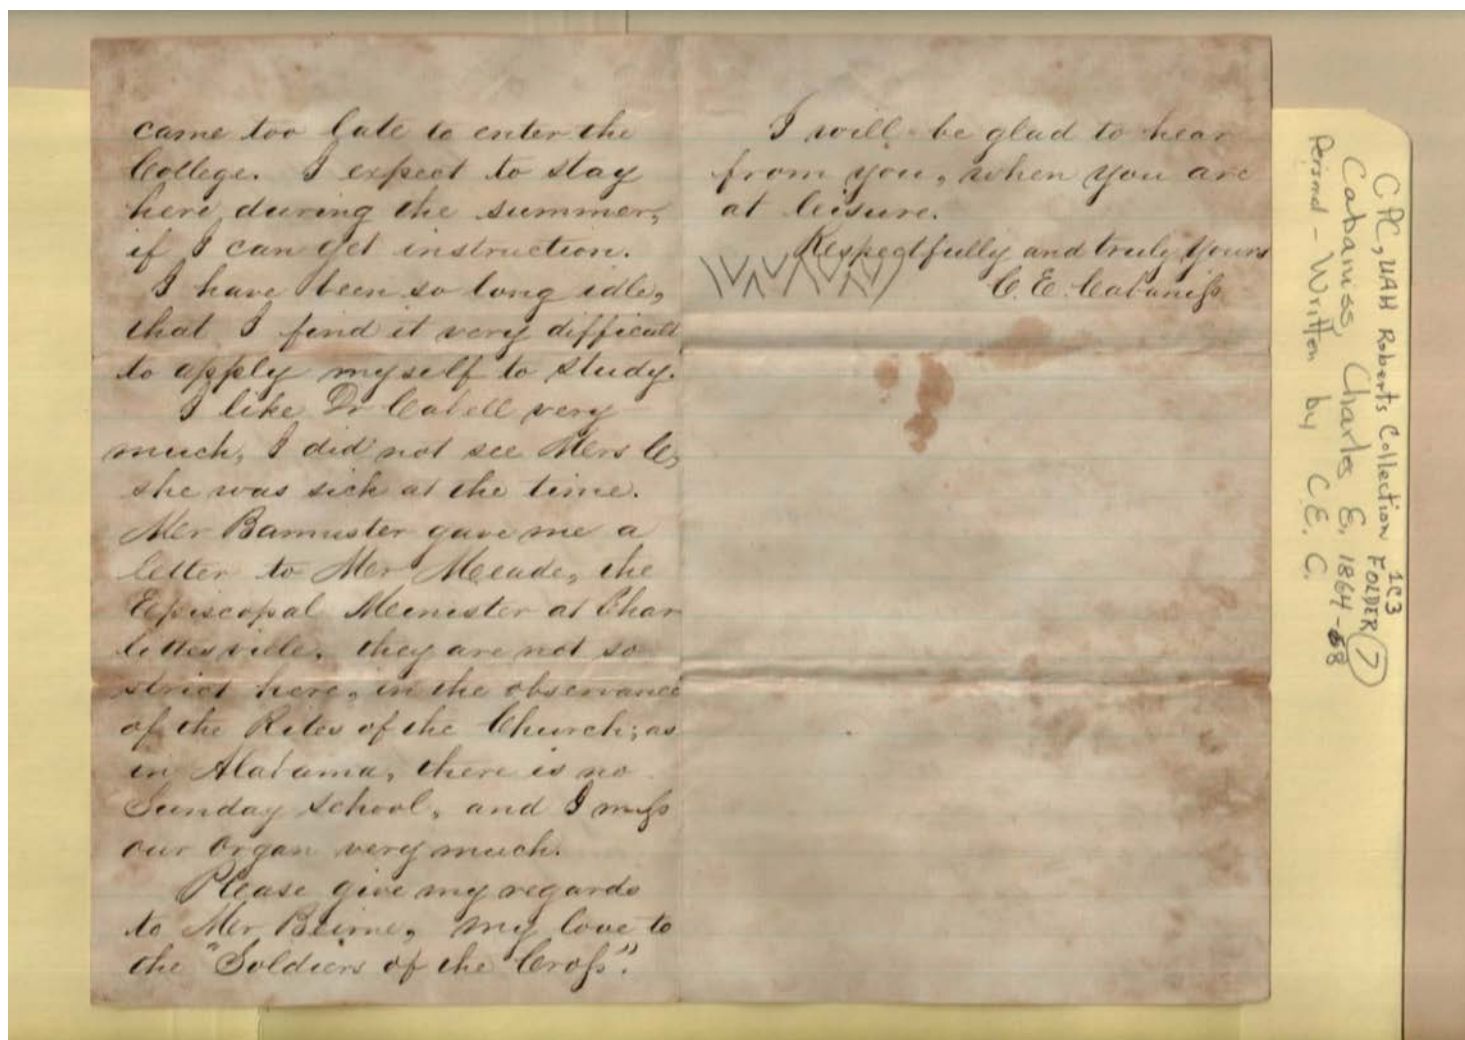 came too late to enter the
College. I expect to stay
here, during the summer,
if I can get instruction.
I have been so long idle,
that I find it very difficult
to apply myself to study.
I like Dr Cabell very
much, I did not see Mrs C,
she was sick at the time.
Mr Bannister gave me a
letter to Mr Meade, the
Episcopal Minister at Char
lottesville. they are not so
strict here, in the observance
of the Rites of the Church; as
in Alabama, there is no
Sunday School, and I miss
our organ very much.
Please give my regards
to Mr Beirne, my love to
the "Soldiers of the Cross".
I will be glad to hear
from you, when you are
at leisure.
Respectfully and truly Yours
C. E. Cabaniss
CPC, UAH Roberts Collection 1C3
FOLDER 7
Cabaniss, Charles E. 1864-68
Personal - Written by C.E.C.